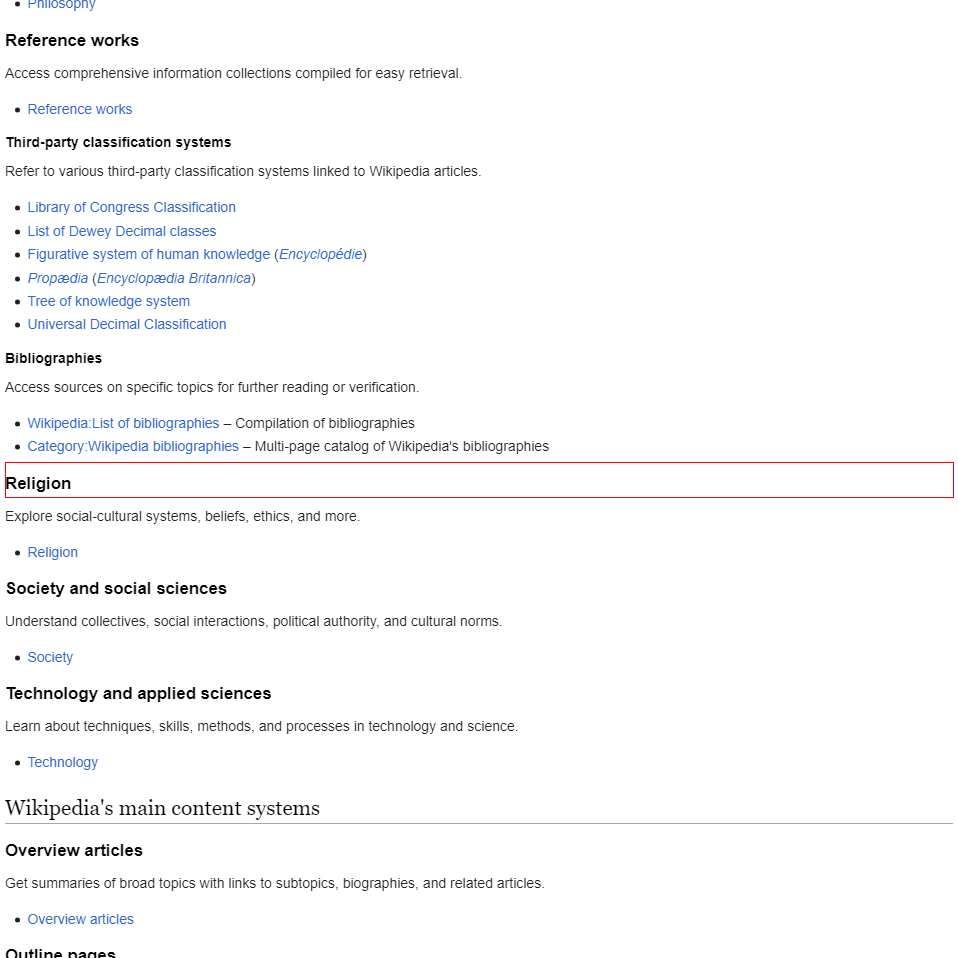 Philosophy
Reference works
Access comprehensive information collections compiled for easy retrieval.
Reference works
Third-party classification systems
Refer to various third-party classification systems linked to Wikipedia articles.
Library of Congress Classification
List of Dewey Decimal classes
Figurative system of human knowledge (Encyclopédie)
Propædia (Encyclopædia Britannica)
Tree of knowledge system
Universal Decimal Classification
Bibliographies
Access sources on specific topics for further reading or verification.
Wikipedia:List of bibliographies – Compilation of bibliographies
Category:Wikipedia bibliographies – Multi-page catalog of Wikipedia's bibliographies
Religion
Explore social-cultural systems, beliefs, ethics, and more.
Religion
Society and social sciences
Understand collectives, social interactions, political authority, and cultural norms.
Society
Technology and applied sciences
Learn about techniques, skills, methods, and processes in technology and science.
Technology
Wikipedia's main content systems
Overview articles
Get summaries of broad topics with links to subtopics, biographies, and related articles.
Overview articles
Outline pages